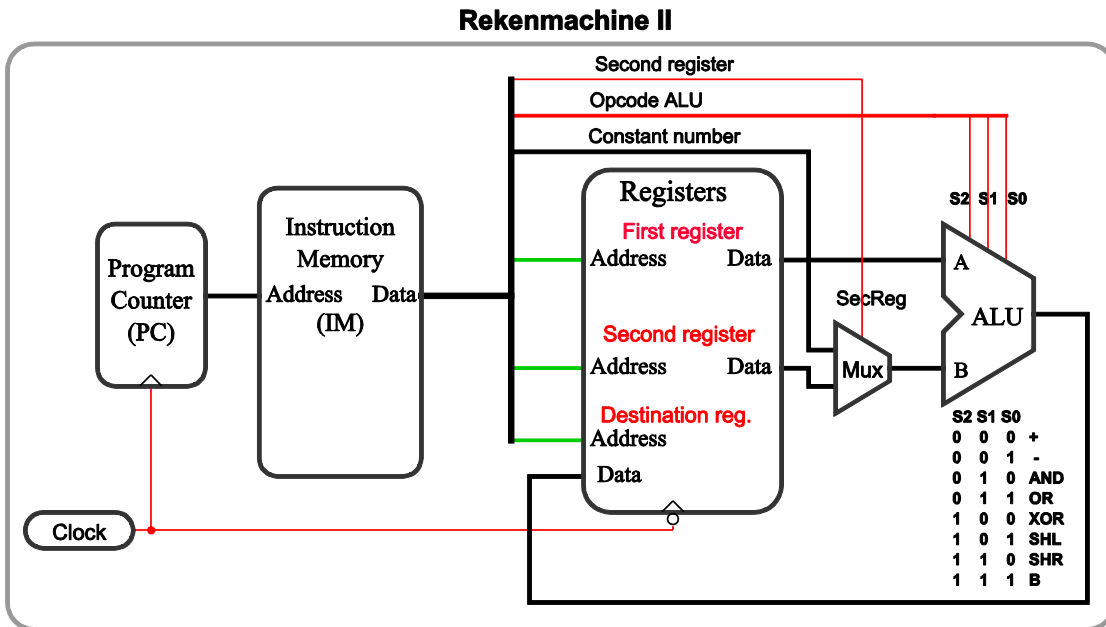 Rekenmachine II
Second register
Opcode ALU
Constant number
Registers
S2 S1 S0
Instruction
Memory
(IM)
Address Data
Program
Counter
(PC)
First register
Address Data
A
SecReg
ALU
Second register
Address Data
Mux
B
Destination reg.
Address
Data
Clock
S2 S1 S0
0 0 0 +
0 0 1 -
0 1 0 AND
0 1 1 OR
1 0 0 XOR
1 0 1 SHL
1 1 0 SHR
1 1 1 B